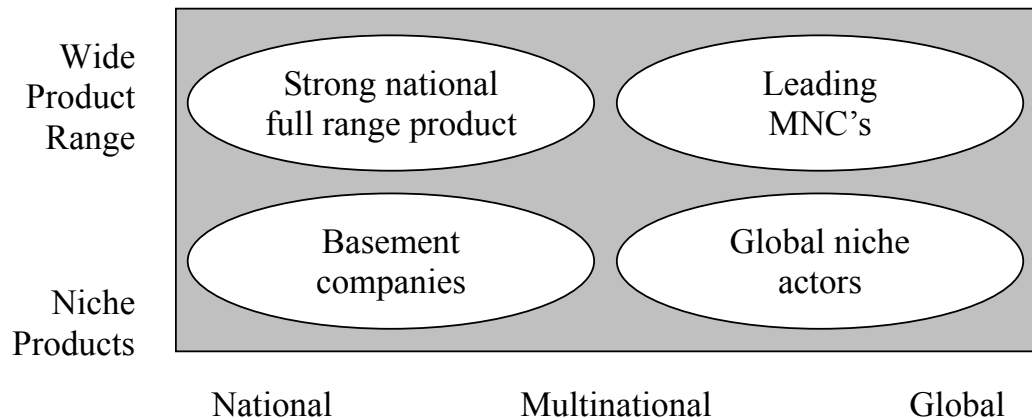 Wide
Product
Range
Strong national
full range product
Leading
MNC’s
Basement
companies
Global niche
actors
Niche
Products
National
Multinational
Global